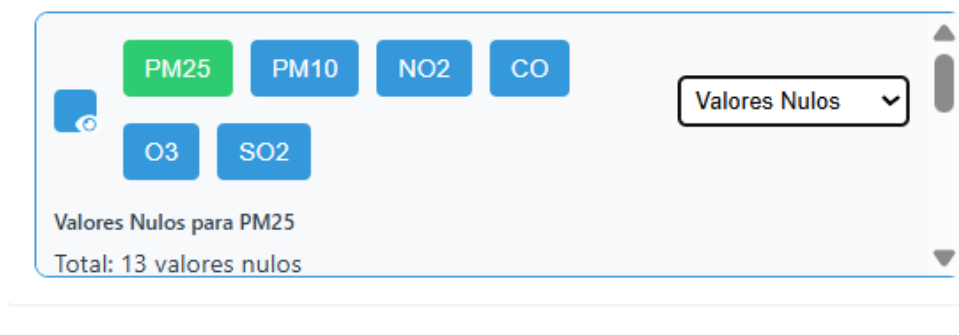 PM25 PM10 NO2 CO
Valores Nulos
O3 SO2
Valores Nulos para PM25
Total: 13 valores nulos